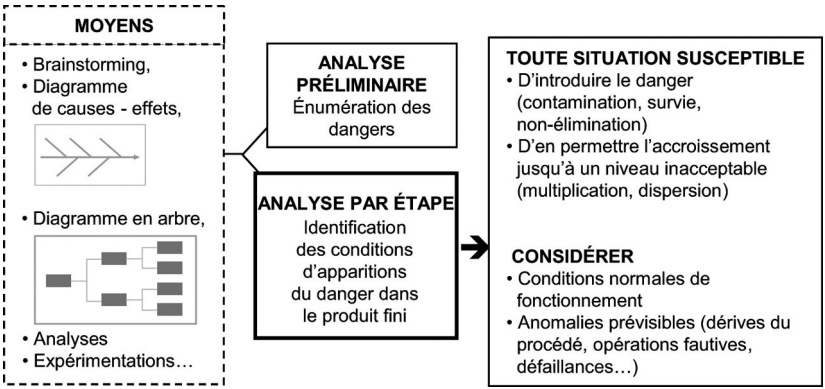 MOYENS
• Brainstorming,
• Diagramme
de causes - effets,
• Diagramme en arbre,
• Analyses
• Expérimentations…
ANALYSE
PRÉLIMINAIRE
Énumération des
dangers
ANALYSE PAR ÉTAPE
Identification
des conditions
d’apparitions
du danger dans
le produit fini
TOUTE SITUATION SUSCEPTIBLE
• D’introduire le danger
(contamination, survie,
non-élimination)
• D’en permettre l’accroissement
jusqu’à un niveau inacceptable
(multiplication, dispersion)
CONSIDÉRER
• Conditions normales de
fonctionnement
• Anomalies prévisibles (dérives du
procédé, opérations fautives,
défaillances…)